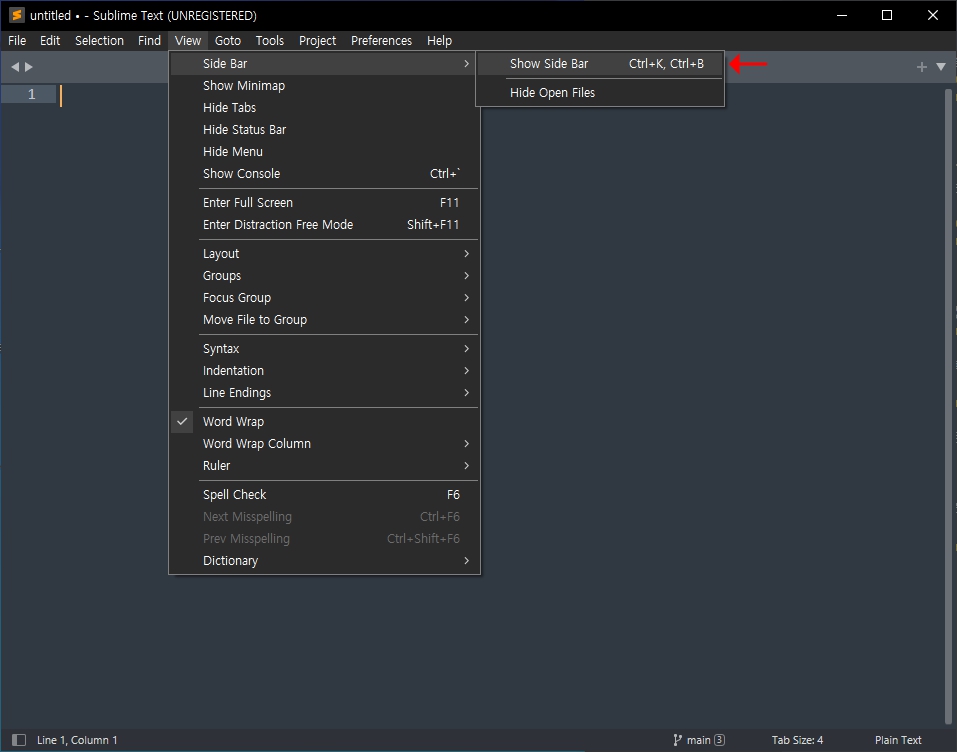 untitled • - Sublime Text (UNREGISTERED)
File Edit Selection Find View Goto Tools Project Preferences Help
Side Bar
Show Side Bar Ctrl+K, Ctrl+B
Hide Open Files
1
Show Minimap
Hide Tabs
Hide Status Bar
Hide Menu
Show Console Ctrl+`
Enter Full Screen F11
Enter Distraction Free Mode Shift+F11
Layout
Groups
Focus Group
Move File to Group
Syntax
Indentation
Line Endings
Word Wrap
Word Wrap Column
Ruler
Spell Check F6
Next Misspelling Ctrl+F6
Prev Misspelling Ctrl+Shift+F6
Dictionary
Line 1, Column 1 main 3 Tab Size: 4 Plain Text